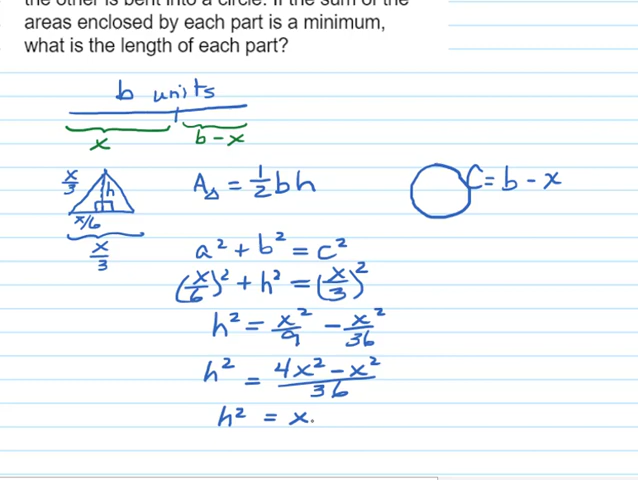 the other is bent into a circle. If the sum of the
areas enclosed by each part is a minimum,
what is the length of each part?
b units
x
b - x
x/3
h
x/6
x/3
A△ = 1/2 bh
C = b - x
a² + b² = c²
(x/6)² + h² = (x/3)²
h² = x²/9 - x²/36
h² = 4x² - x²/36
h² = x